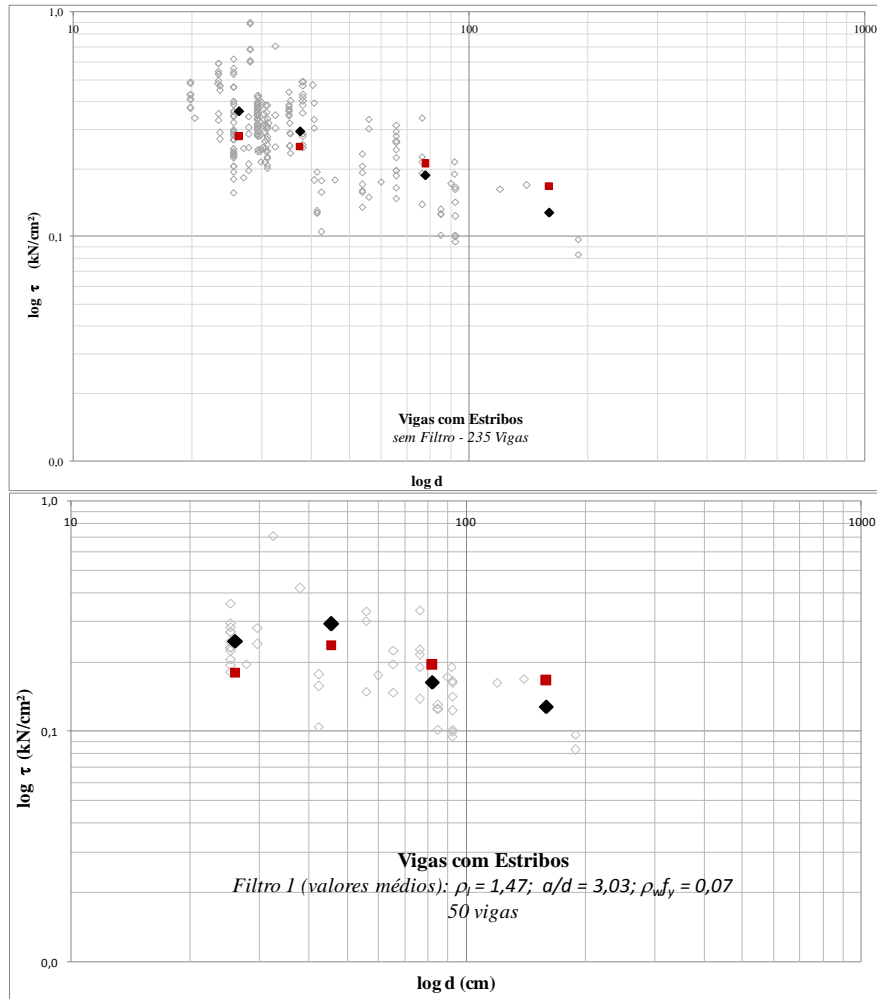 10
100
1000
1,0
0,1
0,0
log τ (kN/cm²)
Vigas com Estribos
sem Filtro - 235 Vigas
log d
10
100
1000
1,0
0,1
0,0
log τ (kN/cm²)
Vigas com Estribos
Filtro 1 (valores médios): ρl = 1,47; a/d = 3,03; ρwfy = 0,07
50 vigas
log d (cm)